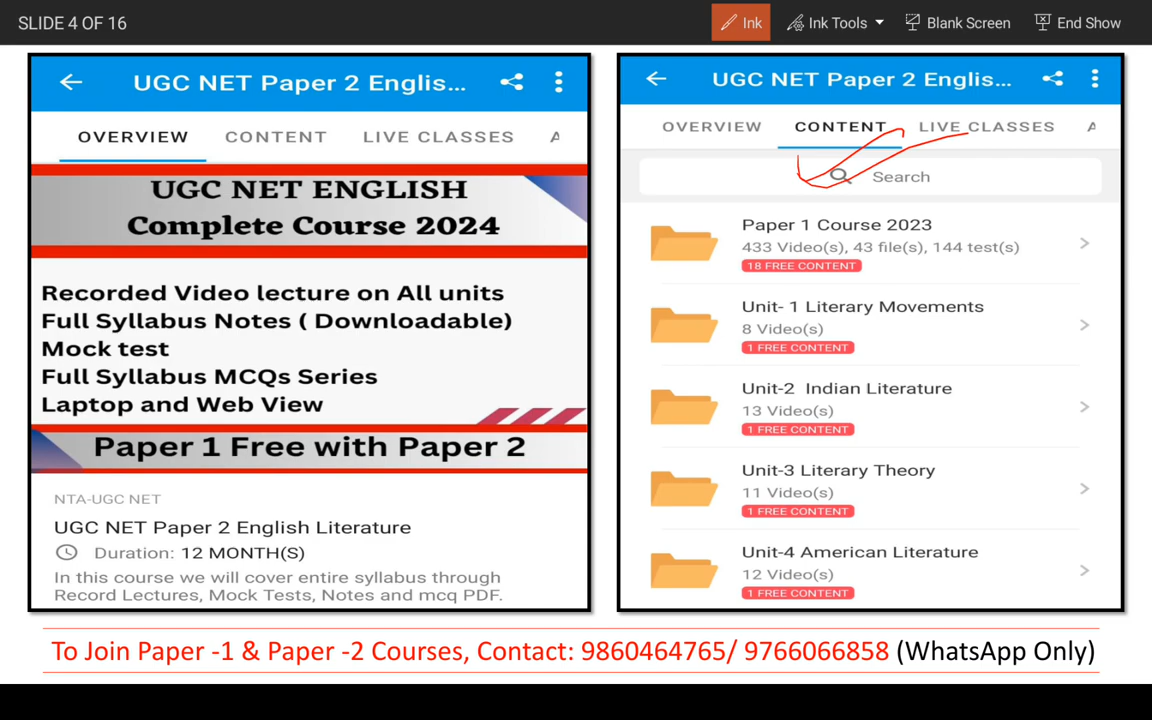 SLIDE 4 OF 16
Ink
Ink Tools
Blank Screen
End Show
UGC NET Paper 2 Englis...
OVERVIEW
CONTENT
LIVE CLASSES
A
UGC NET ENGLISH
Complete Course 2024
Recorded Video lecture on All units
Full Syllabus Notes ( Downloadable)
Mock test
Full Syllabus MCQs Series
Laptop and Web View
Paper 1 Free with Paper 2
NTA-UGC NET
UGC NET Paper 2 English Literature
Duration: 12 MONTH(S)
In this course we will cover entire syllabus through
Record Lectures, Mock Tests, Notes and mcq PDF.
UGC NET Paper 2 Englis...
OVERVIEW
CONTENT
LIVE CLASSES
A
Search
Paper 1 Course 2023
433 Video(s), 43 file(s), 144 test(s)
18 FREE CONTENT
Unit- 1 Literary Movements
8 Video(s)
1 FREE CONTENT
Unit-2 Indian Literature
13 Video(s)
1 FREE CONTENT
Unit-3 Literary Theory
11 Video(s)
1 FREE CONTENT
Unit-4 American Literature
12 Video(s)
1 FREE CONTENT
To Join Paper -1 & Paper -2 Courses, Contact: 9860464765/ 9766066858 (WhatsApp Only)